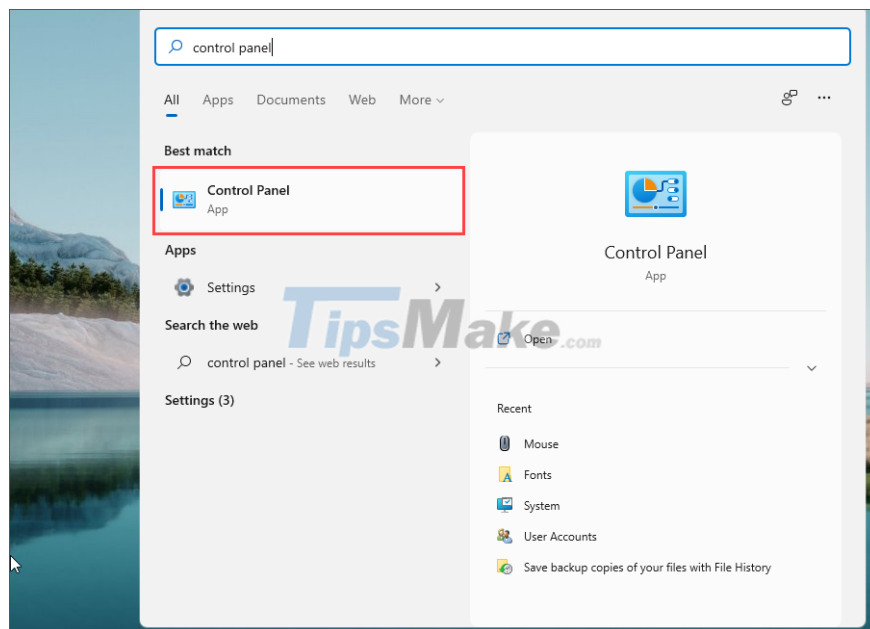 control panel
All Apps Documents Web More
Best match
Control Panel
App
Apps
Settings
Search the web
control panel - See web results
Settings (3)
Control Panel
App
Open
Recent
Mouse
Fonts
System
User Accounts
Save backup copies of your files with File History
TipsMake.com